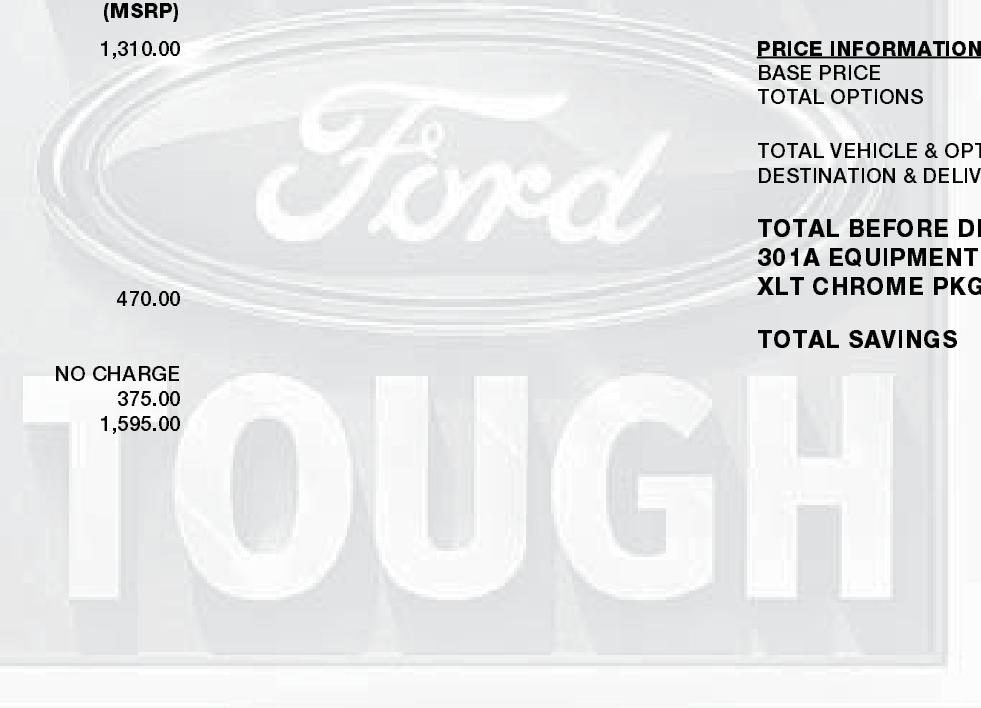 (MSRP)
1,310.00
470.00
NO CHARGE
375.00
1,595.00
PRICE INFORMATION
BASE PRICE
TOTAL OPTIONS
TOTAL VEHICLE & OPT
DESTINATION & DELIV
TOTAL BEFORE DI
301A EQUIPMENT
XLT CHROME PKG
TOTAL SAVINGS
Ford
TOUGH